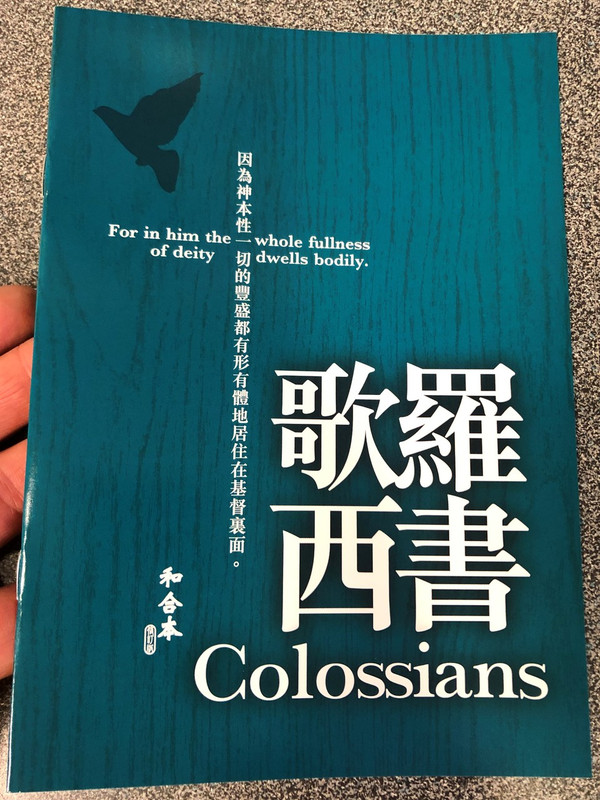 因為神本性一切的豐盛都有形有體地居住在基督裏面。
For in him the whole fullness
of deity dwells bodily.
歌羅
西書
和合本
Colossians